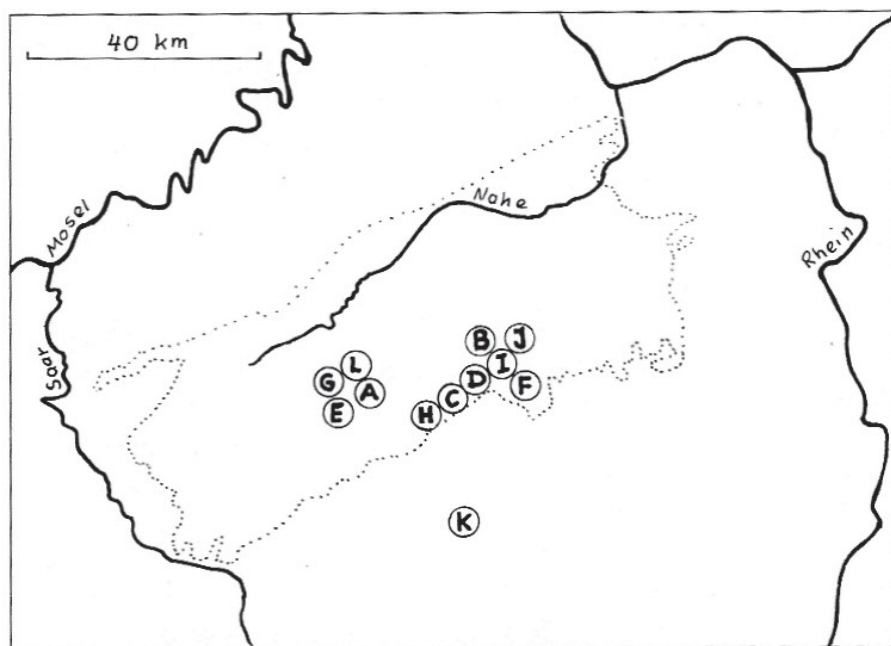 40 km
Mosel
Nahe
Rhein
Saar
B J
L I
G A D F
E H C
K